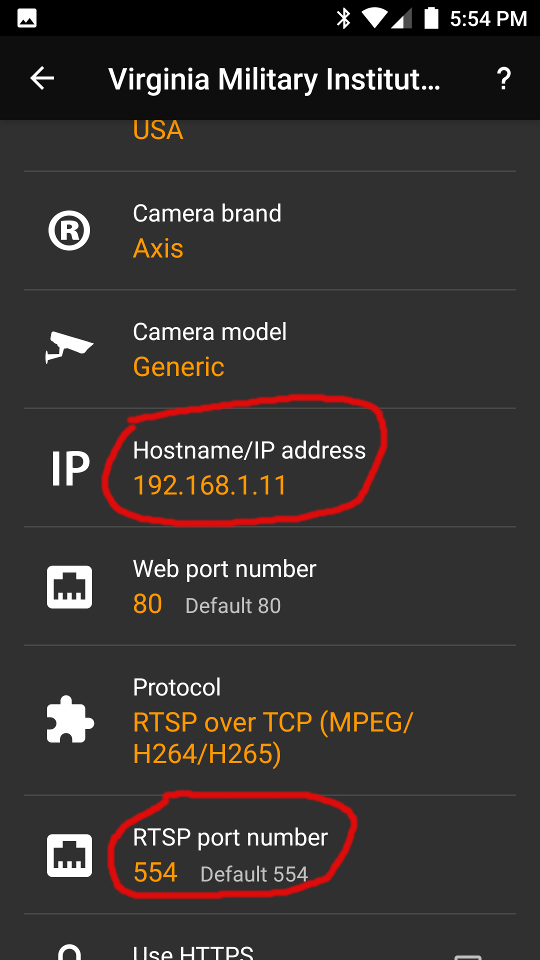 5:54 PM
Virginia Military Institut...
?
USA
Camera brand
R
Axis
Camera model
Generic
Hostname/IP address
IP
192.168.1.11
Web port number
80 Default 80
Protocol
RTSP over TCP (MPEG/
H264/H265)
RTSP port number
554 Default 554
Use HTTPS